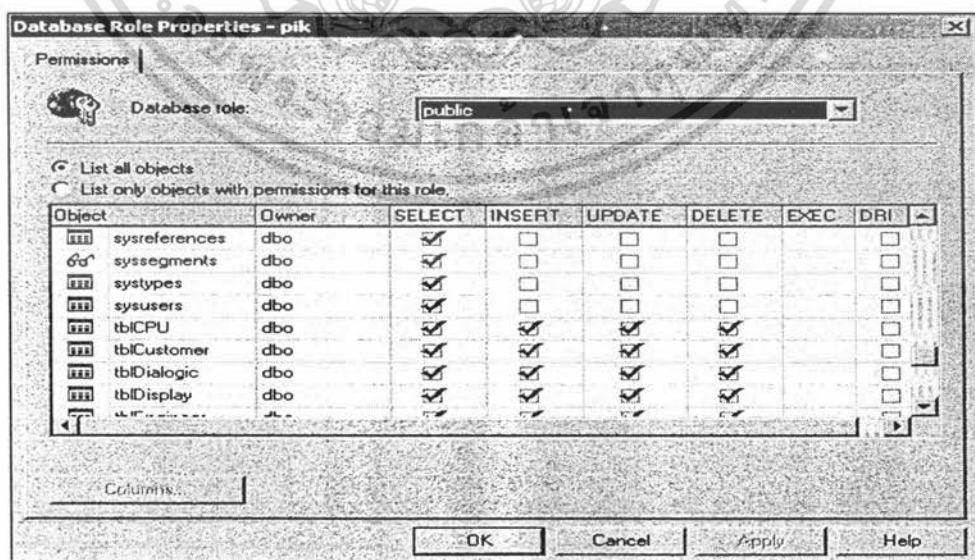 Database Role Properties - pik
Permissions
Database role: public
List all objects
List only objects with permissions for this role.
Object Owner SELECT INSERT UPDATE DELETE EXEC DRI
sysreferences dbo
syssegments dbo
systypes dbo
sysusers dbo
tblCPU dbo
tblCustomer dbo
tblDialogic dbo
tblDisplay dbo
tblEngineer dbo
Columns...
OK Cancel Apply Help